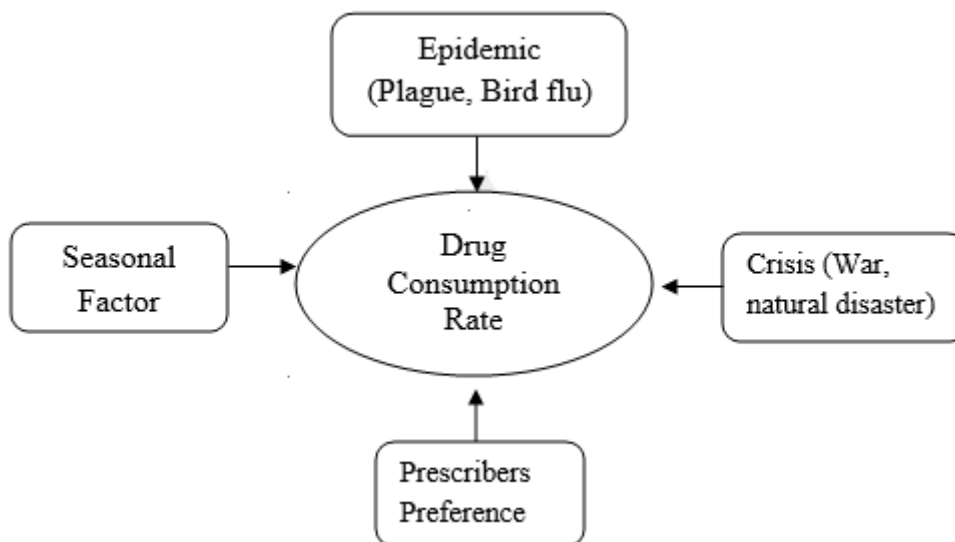 Epidemic
(Plague, Bird flu)
Seasonal
Factor
Drug
Consumption
Rate
Crisis (War,
natural disaster)
Prescribers
Preference